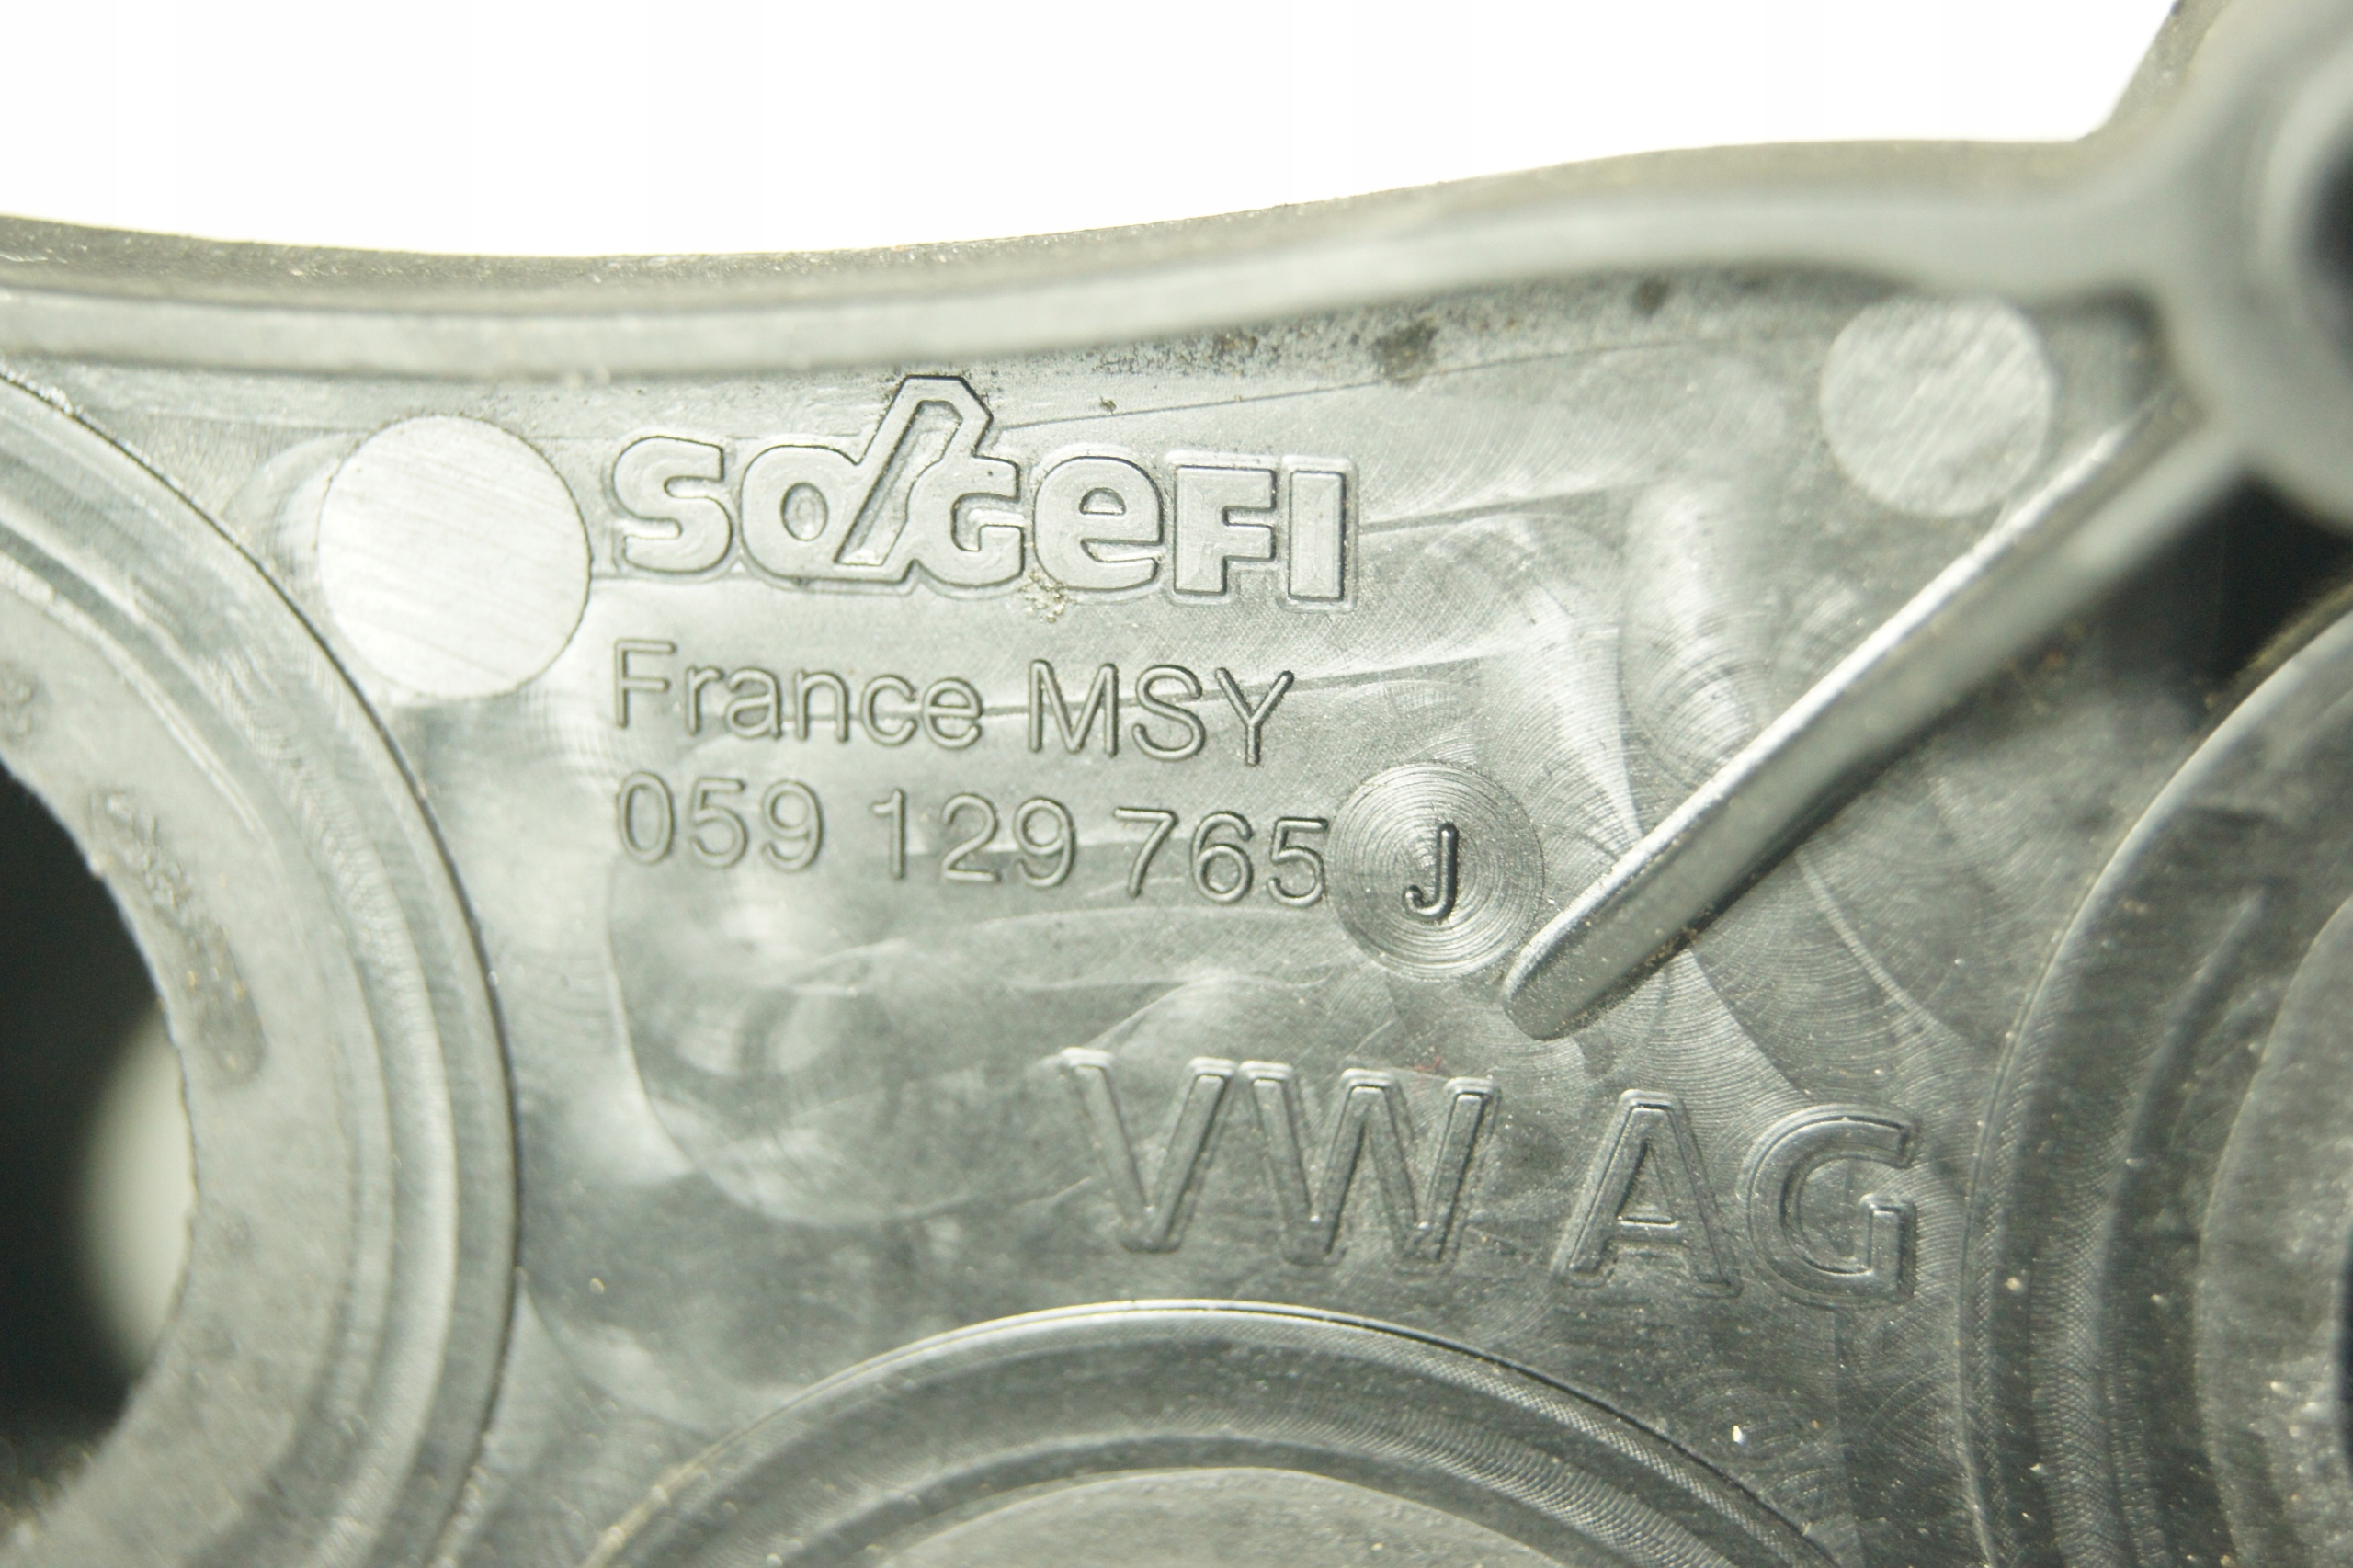 sogefi
France MSY
059 129 765 J
VW AG